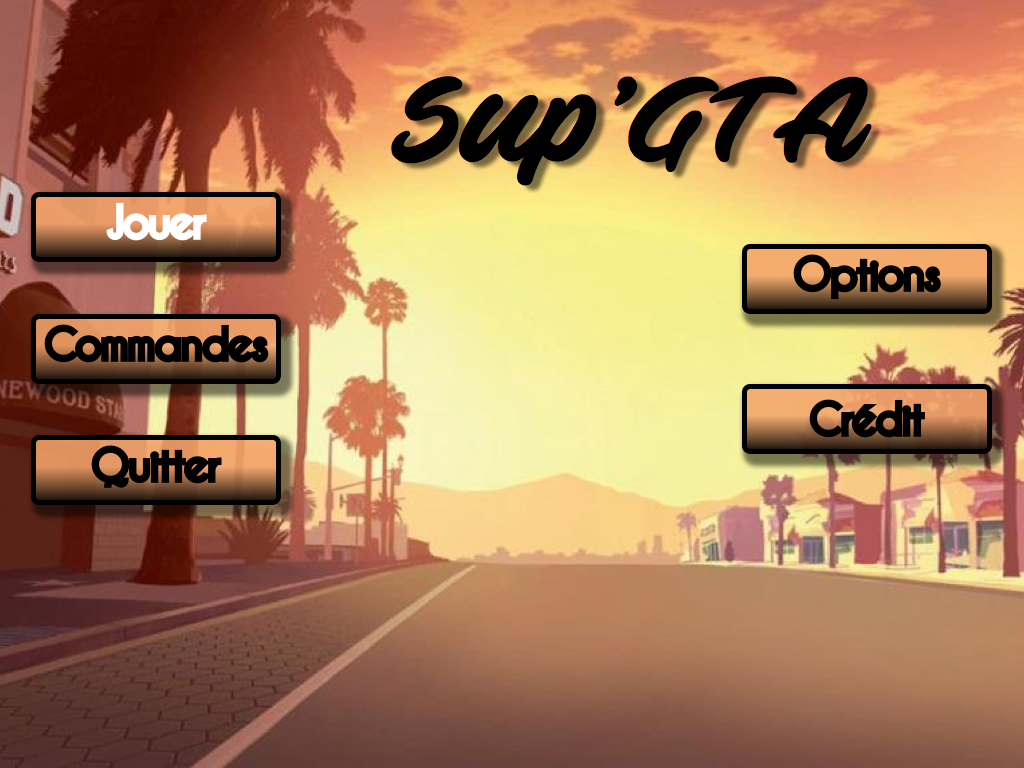 Sup'GTA
Jouer
Options
Commandes
Crédit
Quitter